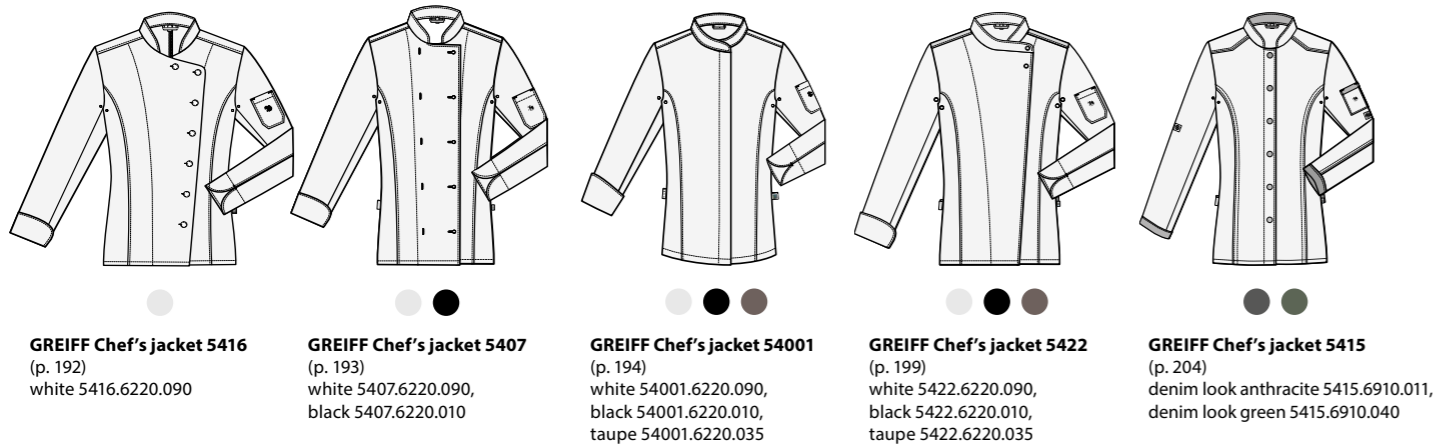 GREIFF Chef’s jacket 5416
(p. 192)
white 5416.6220.090
GREIFF Chef’s jacket 5407
(p. 193)
white 5407.6220.090,
black 5407.6220.010
GREIFF Chef’s jacket 54001
(p. 194)
white 54001.6220.090,
black 54001.6220.010,
taupe 54001.6220.035
GREIFF Chef’s jacket 5422
(p. 199)
white 5422.6220.090,
black 5422.6220.010,
taupe 5422.6220.035
GREIFF Chef’s jacket 5415
(p. 204)
denim look anthracite 5415.6910.011,
denim look green 5415.6910.040